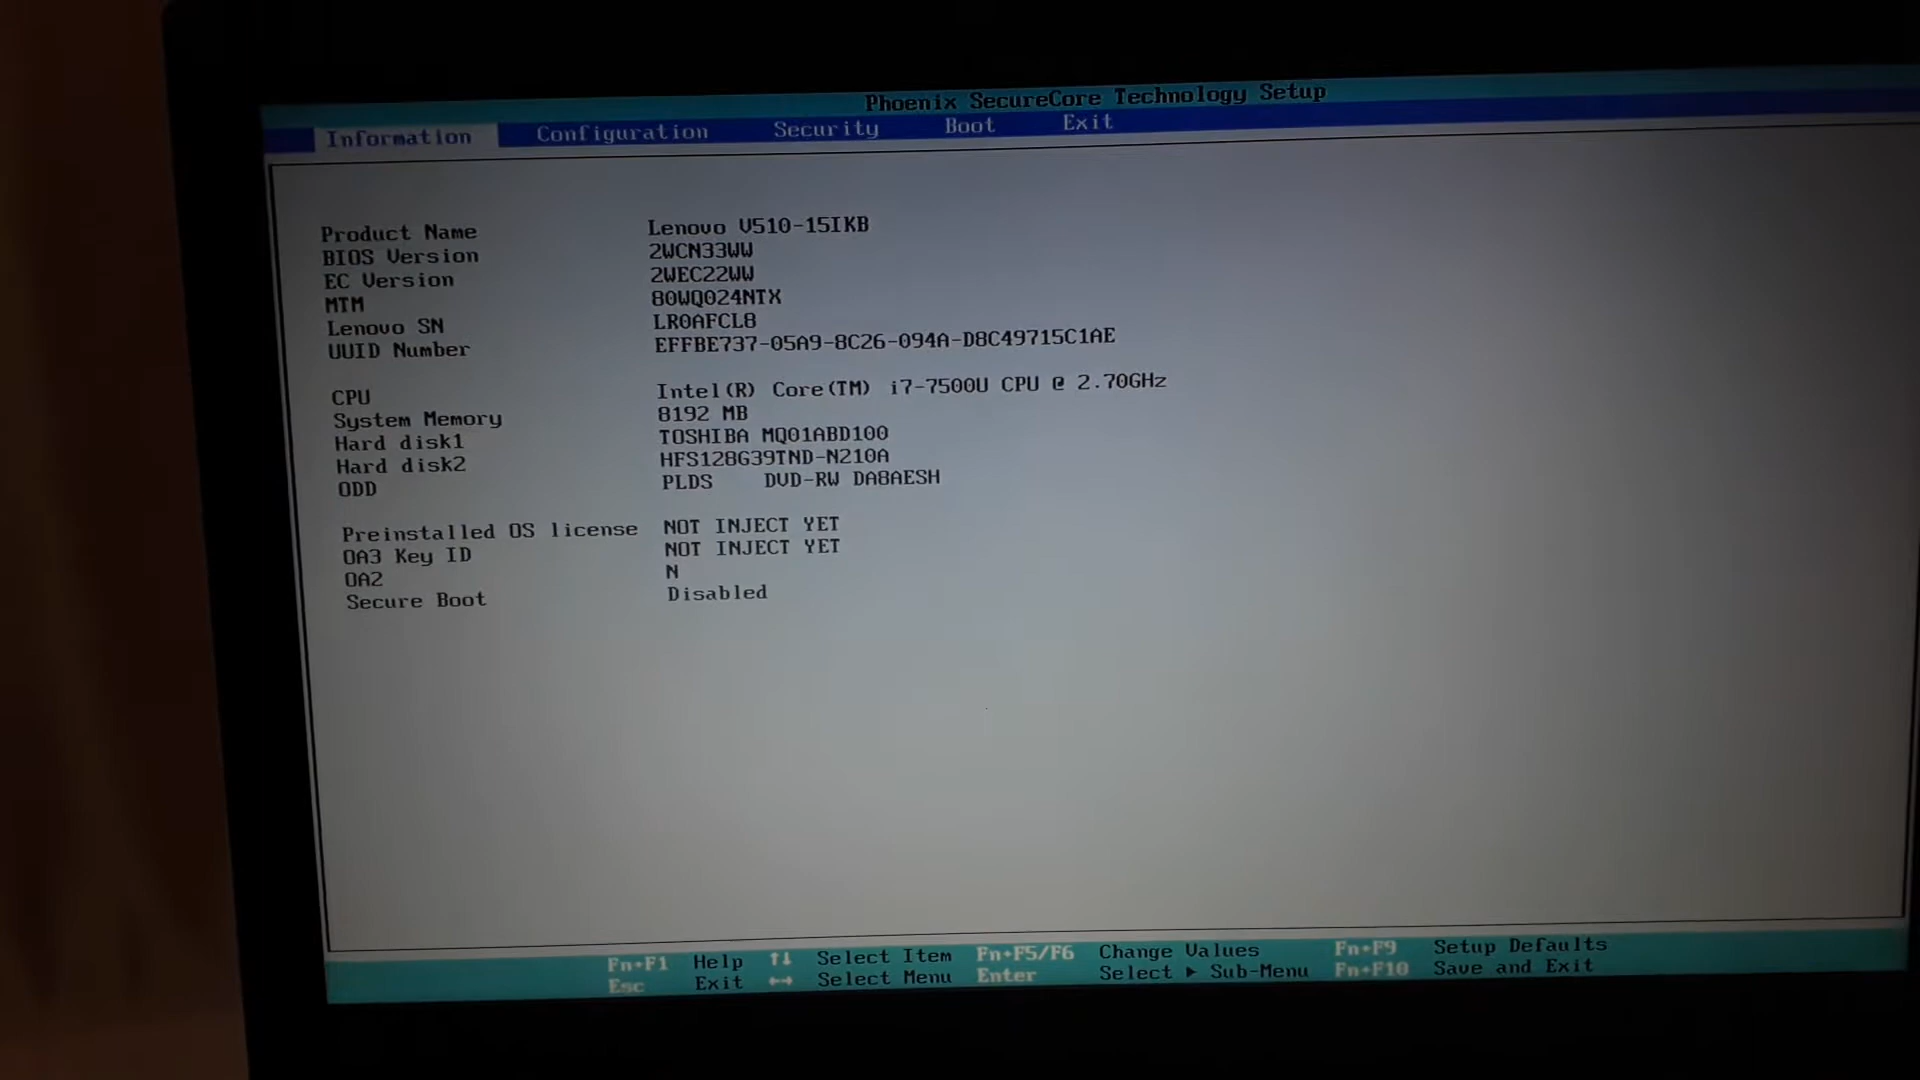 Phoenix SecureCore Technology Setup
Information Configuration Security Boot Exit
Product Name Lenovo V510-15IKB
BIOS Version 2WCN33WW
EC Version 2WEC22WW
MTM 80WQ024NTX
Lenovo SN LR0AFCL8
UUID Number EFFBE737-05A9-8C26-094A-D8C49715C1AE
CPU Intel(R) Core(TM) i7-7500U CPU @ 2.70GHz
System Memory 8192 MB
Hard disk1 TOSHIBA MQ01ABD100
Hard disk2 HFS128G39TND-N210A
ODD PLDS DVD-RW DA8AESH
Preinstalled OS license NOT INJECT YET
OA3 Key ID NOT INJECT YET
OA2 N
Secure Boot Disabled
Fn+F1 Help ↑↓ Select Item Fn+F5/F6 Change Values Fn+F9 Setup Defaults
Esc Exit ↔ Select Menu Enter Select ▶ Sub-Menu Fn+F10 Save and Exit